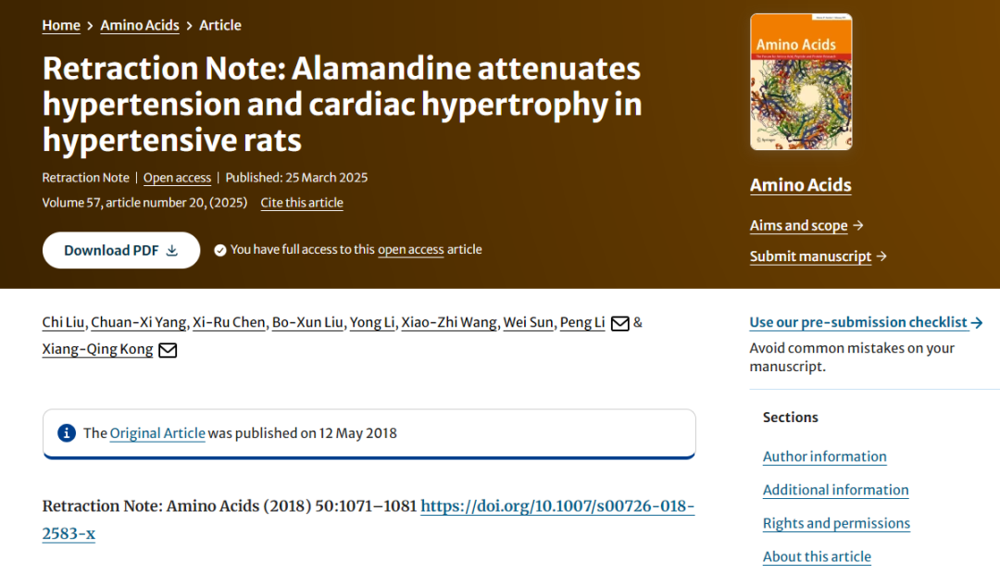 Home > Amino Acids > Article
Retraction Note: Alamandine attenuates
hypertension and cardiac hypertrophy in
hypertensive rats
Retraction Note | Open access | Published: 25 March 2025
Volume 57, article number 20, (2025) Cite this article
Download PDF
You have full access to this open access article
Amino Acids
Amino Acids
Aims and scope →
Submit manuscript →
Chi Liu, Chuan-Xi Yang, Xi-Ru Chen, Bo-Xun Liu, Yong Li, Xiao-Zhi Wang, Wei Sun, Peng Li &
Xiang-Qing Kong
Use our pre-submission checklist →
Avoid common mistakes on your
manuscript.
The Original Article was published on 12 May 2018
Retraction Note: Amino Acids (2018) 50:1071–1081 https://doi.org/10.1007/s00726-018-
2583-x
Sections
Author information
Additional information
Rights and permissions
About this article